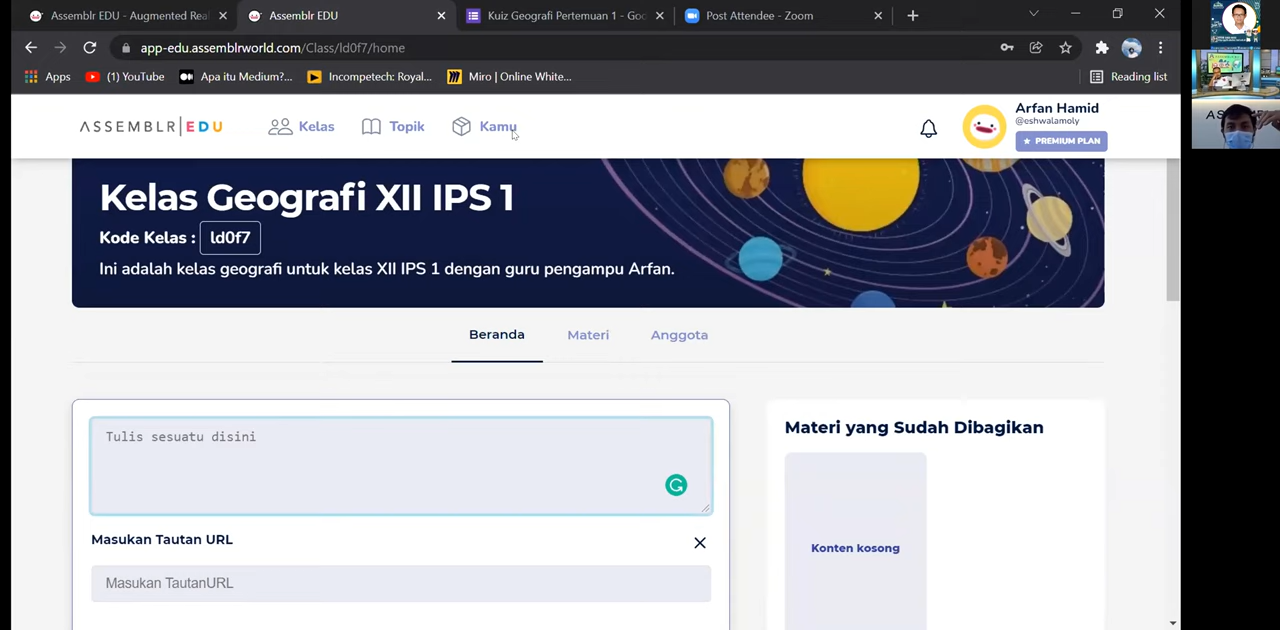 Assemblr EDU - Augmented Real
Assemblr EDU
Kuiz Geografi Pertemuan 1 - Goo
Post Attendee - Zoom
app-edu.assemblrworld.com/Class/ld0f7/home
Apps
(1) YouTube
Apa itu Medium?...
Incompetech: Royal...
Miro | Online White...
Reading list
ASSEMBLR|EDU
Kelas
Topik
Kamu
Arfan Hamid
@eshwalamoly
★ PREMIUM PLAN
Kelas Geografi XII IPS 1
Kode Kelas : ld0f7
Ini adalah kelas geografi untuk kelas XII IPS 1 dengan guru pengampu Arfan.
Beranda
Materi
Anggota
Tulis sesuatu disini
Materi yang Sudah Dibagikan
Masukan Tautan URL
Konten kosong
Masukan TautanURL